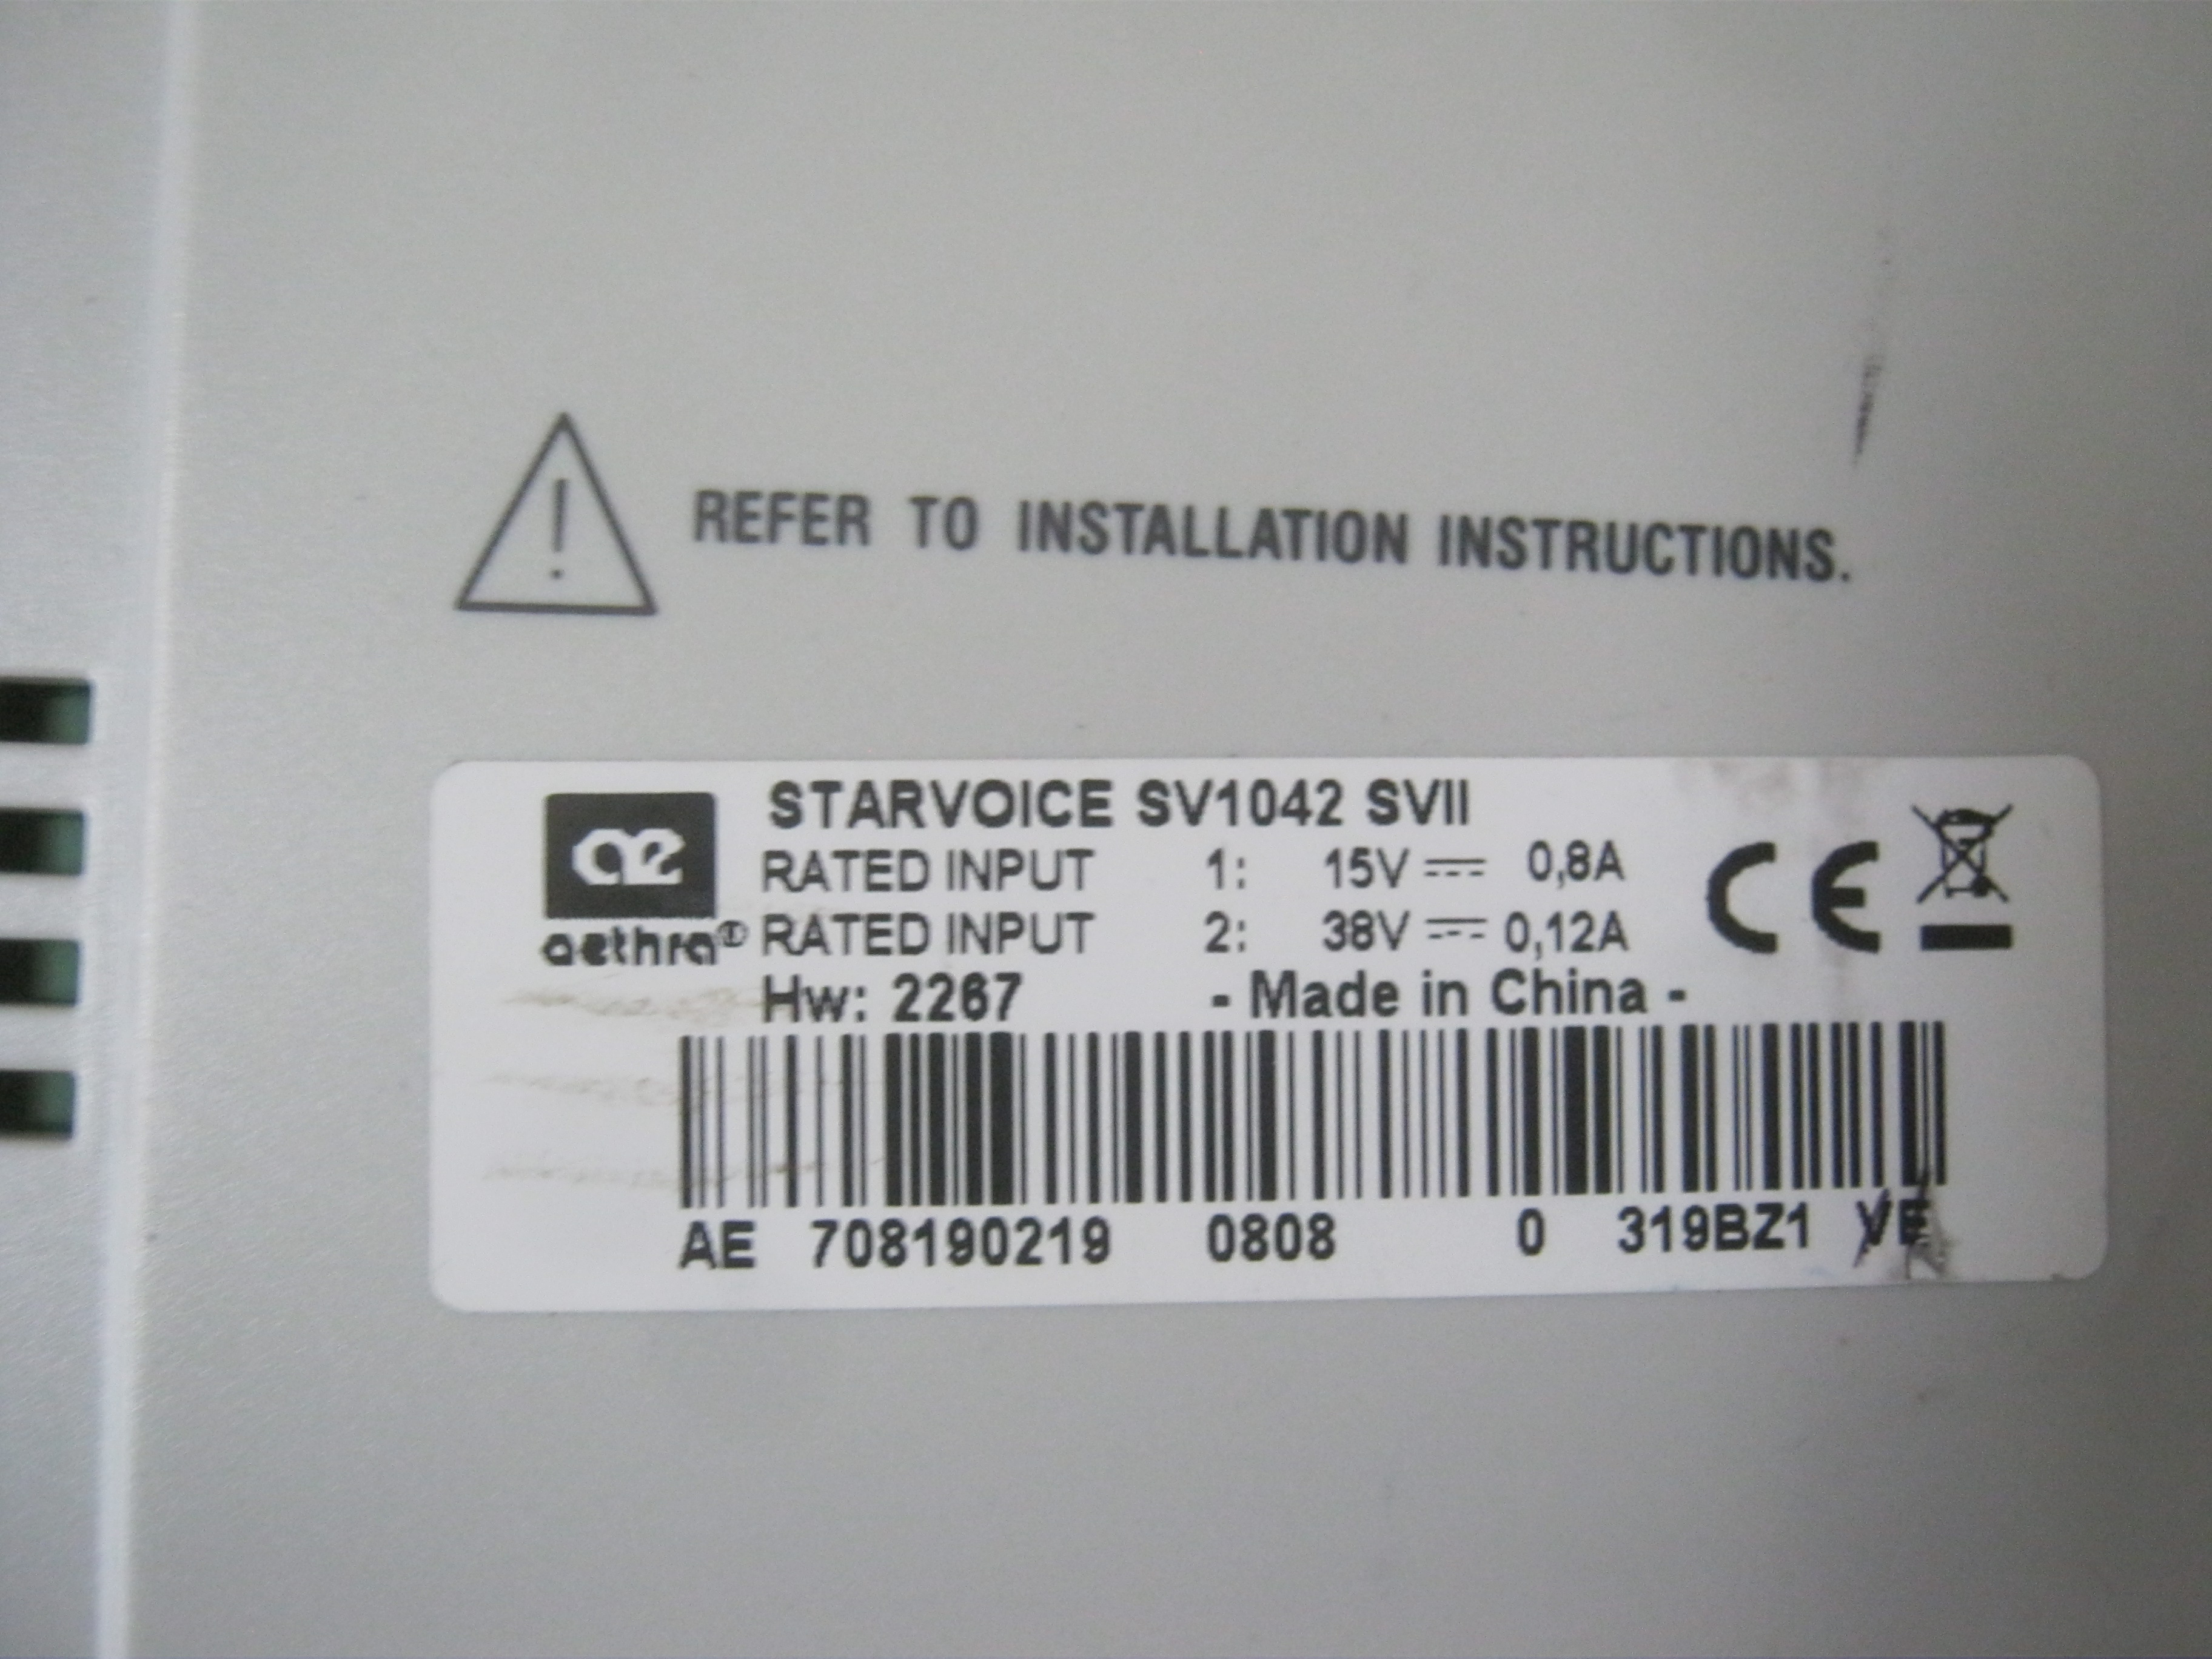 REFER TO INSTALLATION INSTRUCTIONS.
STARVOICE SV1042 SVII
RATED INPUT 1: 15V 0,8A
aethra® RATED INPUT 2: 38V 0,12A
CE
Hw: 2267 - Made in China -
AE 708190219 0808 0 319BZ1 VE